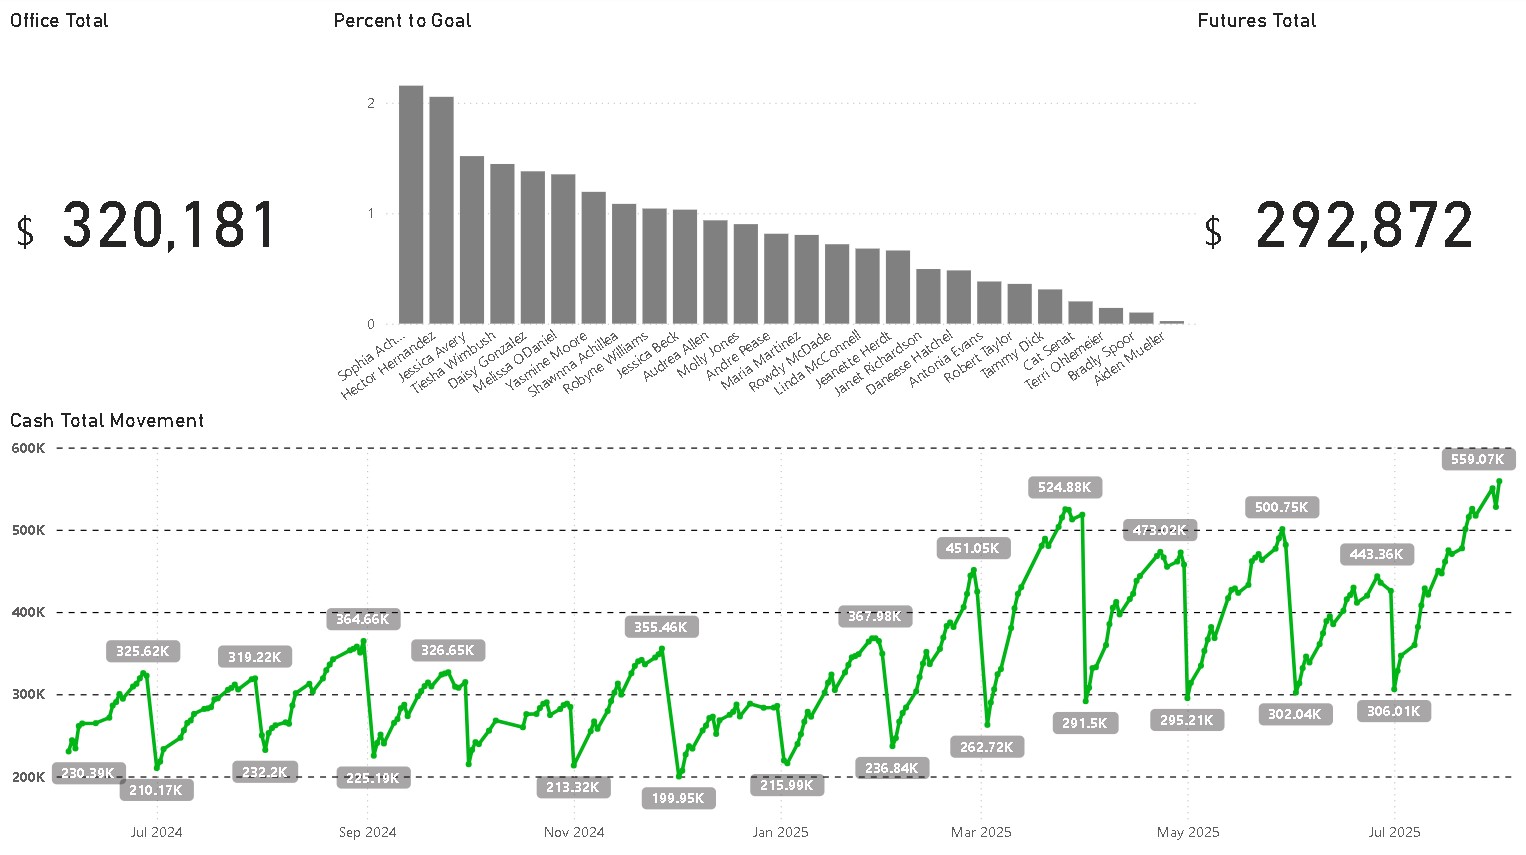 Office Total
Percent to Goal
Futures Total
$ 320,181
2
1
0
Sophia Ach...
Hector Hernandez
Jessica Avery
Tiesha Wimbush
Daisy Gonzalez
Melissa ODaniel
Yasmine Moore
Shawnna Achillea
Robyne Williams
Jessica Beck
Audrea Allen
Molly Jones
Andre Pease
Maria Martinez
Rowdy McDade
Linda McConnell
Jeanette Herdt
Janet Richardson
Daneese Hatchel
Antonia Evans
Robert Taylor
Tammy Dick
Cat Senat
Terri Ohlemeier
Bradly Spoor
Aiden Mueller
$ 292,872
Cash Total Movement
600K
500K
400K
300K
200K
230.39K
325.62K
210.17K
319.22K
232.2K
364.66K
225.19K
326.65K
213.32K
355.46K
199.95K
215.99K
367.98K
236.84K
451.05K
262.72K
524.88K
291.5K
473.02K
295.21K
500.75K
302.04K
443.36K
306.01K
559.07K
Jul 2024
Sep 2024
Nov 2024
Jan 2025
Mar 2025
May 2025
Jul 2025